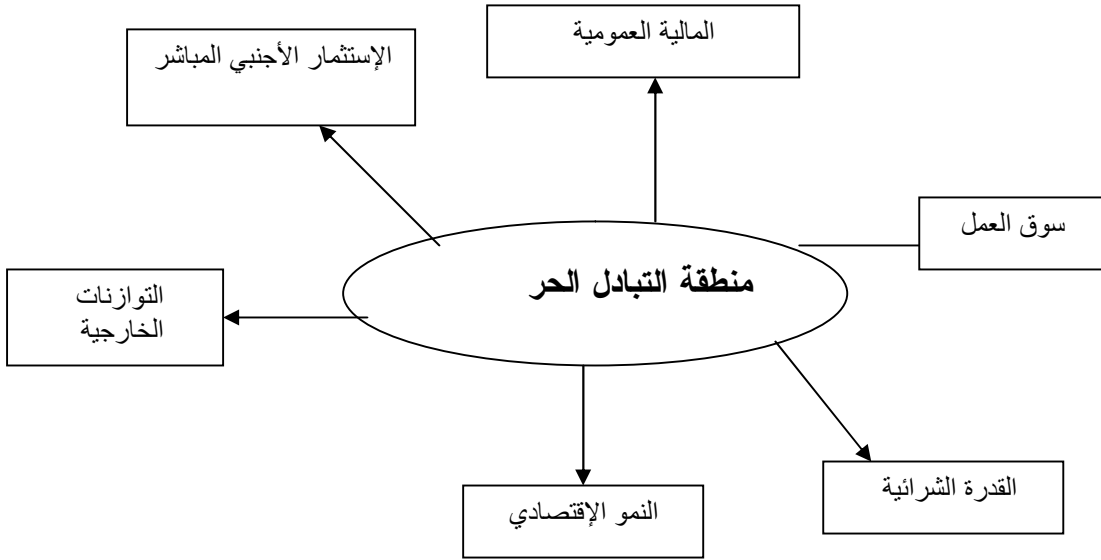 المالية العمومية
الإستثمار الأجنبي المباشر
سوق العمل
منطقة التبادل الحر
التوازنات
الخارجية
القدرة الشرائية
النمو الإقتصادي